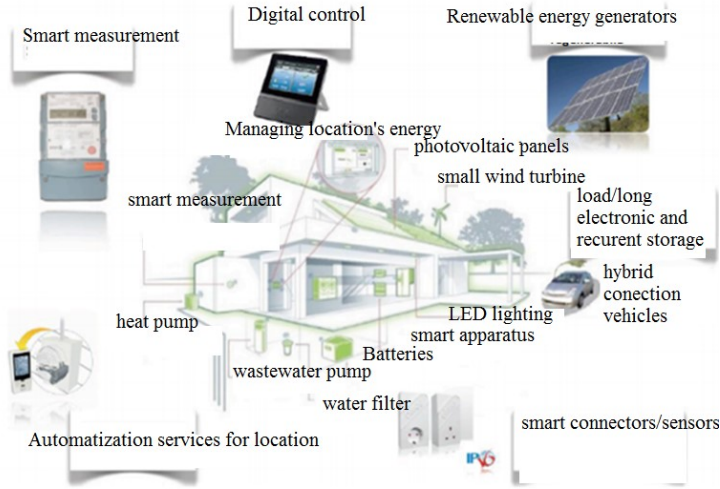 Smart measurement
Digital control
Renewable energy generators
Managing location's energy
photovoltaic panels
small wind turbine
smart measurement
load/long
electronic and
recurent storage
hybrid
conection
vehicles
heat pump
LED lighting
smart apparatus
Batteries
wastewater pump
water filter
smart connectors/sensors
Automatization services for location
IPV6